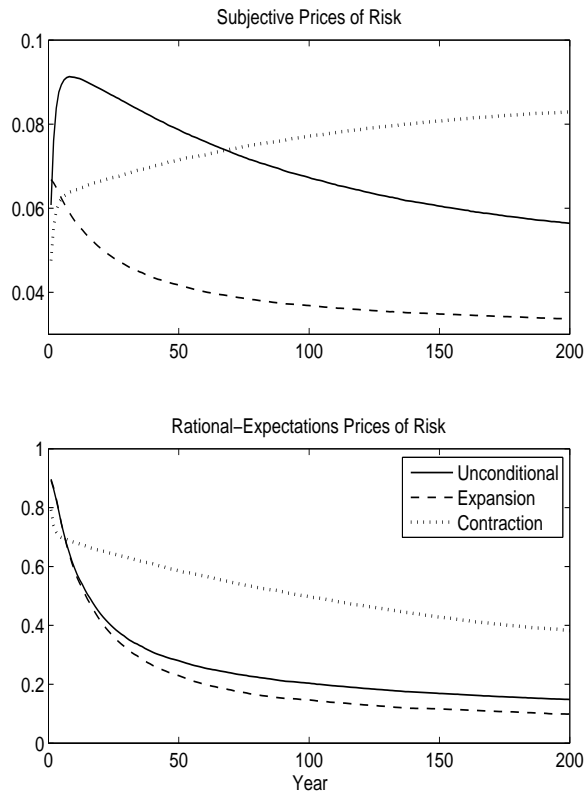 Subjective Prices of Risk
0.1
0.08
0.06
0.04
0 50 100 150 200
Rational−Expectations Prices of Risk
1
0.8
0.6
0.4
0.2
0
Unconditional
Expansion
Contraction
0 50 100 150 200
Year